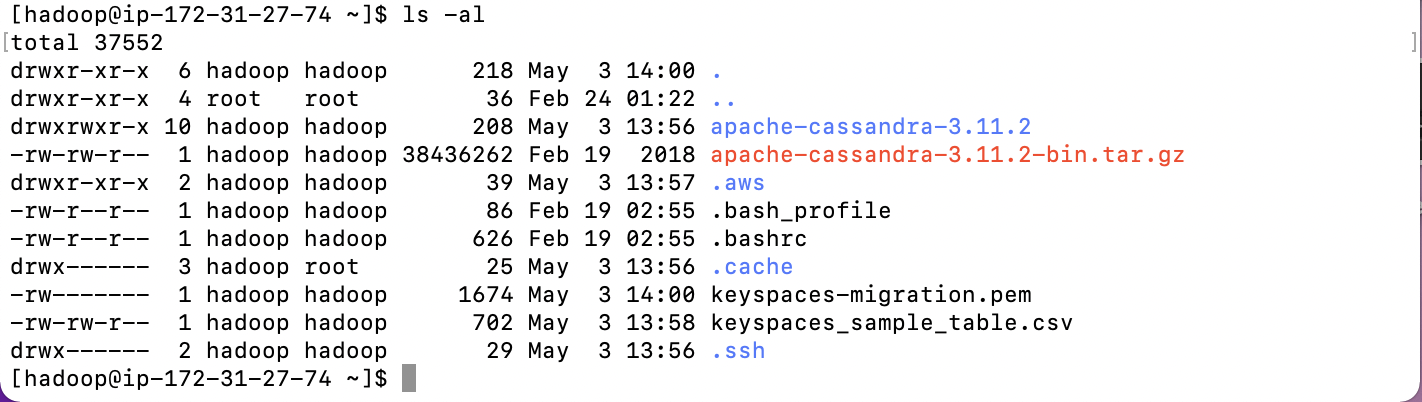 [hadoop@ip-172-31-27-74 ~]$ ls -al
[total 37552 ]
drwxr-xr-x  6 hadoop hadoop      218 May  3 14:00 .
drwxr-xr-x  4 root   root         36 Feb 24 01:22 ..
drwxrwxr-x 10 hadoop hadoop      208 May  3 13:56 apache-cassandra-3.11.2
-rw-rw-r--  1 hadoop hadoop 38436262 Feb 19  2018 apache-cassandra-3.11.2-bin.tar.gz
drwxr-xr-x  2 hadoop hadoop       39 May  3 13:57 .aws
-rw-r--r--  1 hadoop hadoop       86 Feb 19 02:55 .bash_profile
-rw-r--r--  1 hadoop hadoop      626 Feb 19 02:55 .bashrc
drwx------  3 hadoop root         25 May  3 13:56 .cache
-rw-------  1 hadoop hadoop     1674 May  3 14:00 keyspaces-migration.pem
-rw-rw-r--  1 hadoop hadoop      702 May  3 13:58 keyspaces_sample_table.csv
drwx------  2 hadoop hadoop       29 May  3 13:56 .ssh
[hadoop@ip-172-31-27-74 ~]$